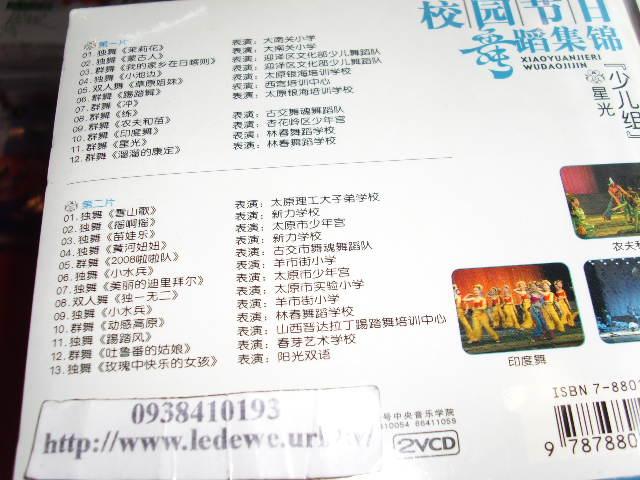 校园节日
舞蹈集锦
XIAOYUANJIERI
WUDAOJIJIN
『少儿组』
星光
第一片
01. 独舞《茉莉花》 表演：大南关小学
02. 独舞《蒙古人》 表演：大南关小学
03. 群舞《我的家乡在日喀则》 表演：迎泽区文化部少儿舞蹈队
04. 独舞《小池边》 表演：迎泽区文化部少儿舞蹈队
05. 双人舞《草原姐妹》 表演：太原银海培训学校
06. 群舞《踢踏舞》 表演：西宫培训中心
07. 群舞《冲》 表演：太原银海培训学校
08. 群舞《练》 表演：古交舞魂舞蹈队
09. 群舞《农夫和苗》 表演：杏花岭区少年宫
10. 群舞《印度舞》 表演：林春舞蹈学校
11. 群舞《星光》 表演：林春舞蹈学校
12. 群舞《溜溜的康定》
第二片
01. 独舞《雪山歌》 表演：太原理工大子弟学校
02. 独舞《摇啊摇》 表演：新力学校
03. 独舞《苗娃乐》 表演：太原市少年宫
04. 独舞《黄河妞妞》 表演：新力学校
05. 群舞《2008啦啦队》 表演：古交市舞魂舞蹈队
06. 独舞《小水兵》 表演：羊市街小学
07. 独舞《美丽的迪里拜尔》 表演：太原市少年宫
08. 双人舞《独一无二》 表演：太原市实验小学
09. 独舞《小水兵》 表演：羊市街小学
10. 群舞《动感高原》 表演：林春舞蹈学校
11. 独舞《踢踏风》 表演：山西晋达拉丁踢踏舞培训中心
12. 群舞《吐鲁番的姑娘》 表演：春芽艺术学校
13. 独舞《玫瑰中快乐的女孩》 表演：阳光双语
农夫和
印度舞
ISBN 7-880
9 787880
号中央音乐学院
410054 66411059
2VCD
0938410193
http://www.ledewe.url.tw/